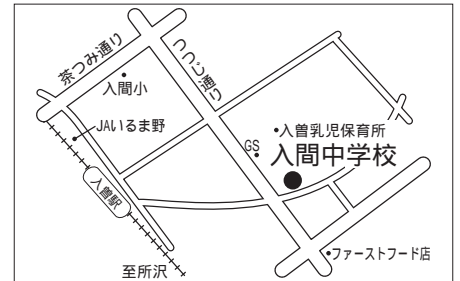 茶つみ通り
つつじ通り
入間小
JAいるま野
入曽乳児保育所
GS
入間中学校
入曽駅
ファーストフード店
至所沢